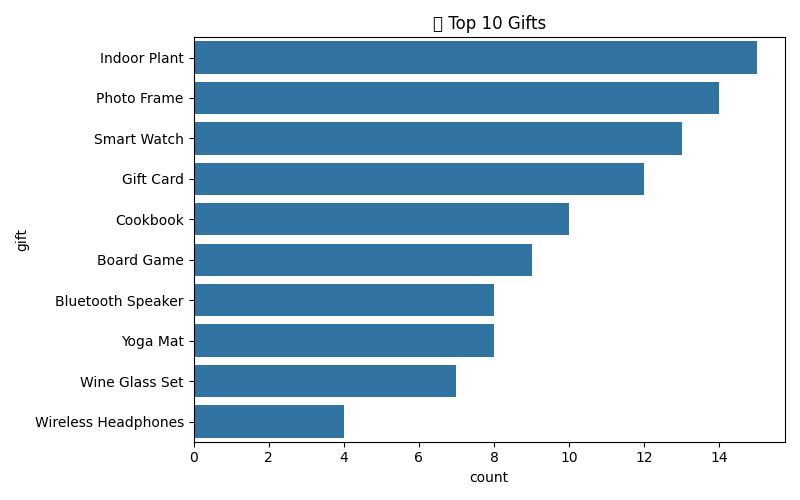 Top 10 Gifts
gift
Indoor Plant
Photo Frame
Smart Watch
Gift Card
Cookbook
Board Game
Bluetooth Speaker
Yoga Mat
Wine Glass Set
Wireless Headphones
0 2 4 6 8 10 12 14
count